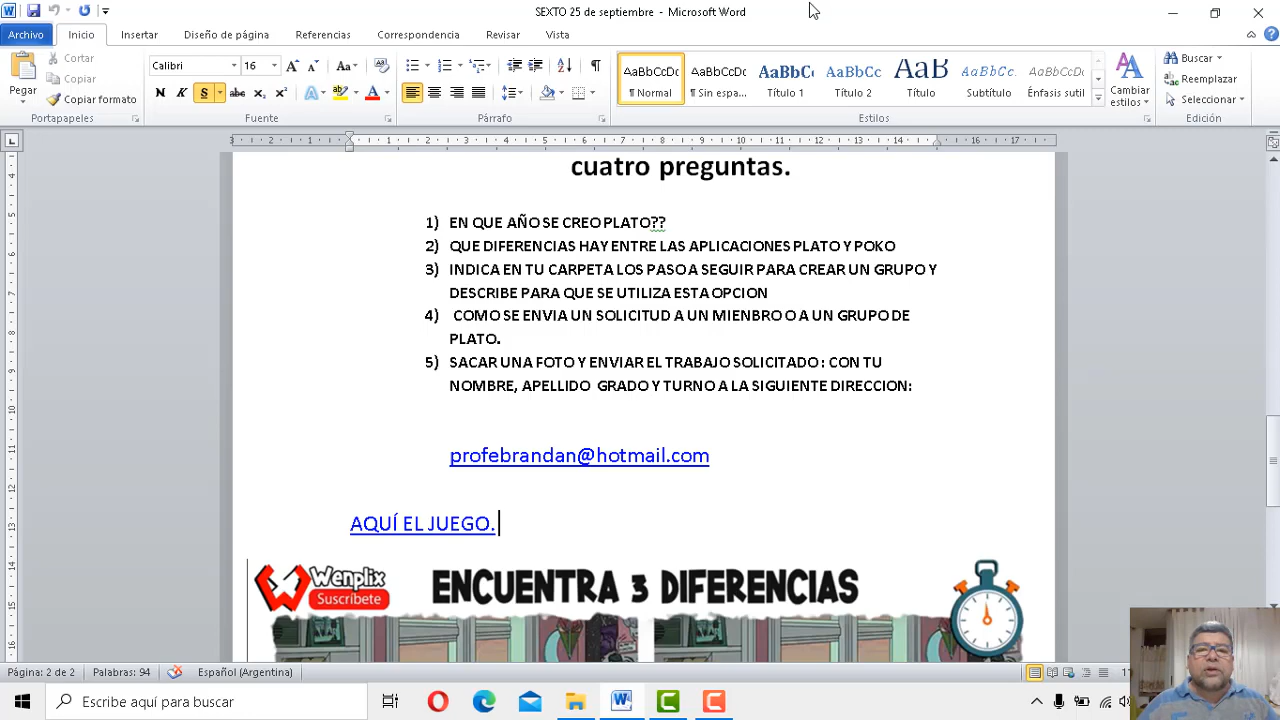 SEXTO 25 de septiembre - Microsoft Word
Archivo Inicio Insertar Diseño de página Referencias Correspondencia Revisar Vista
Pegar
Cortar
Copiar
Copiar formato
Portapapeles
Calibri 16
Fuente
Párrafo
AaBbCcDc ¶ Normal
AaBbCcDc ¶ Sin espa...
AaBbC Título 1
AaBbCc Título 2
AaB Título
AaBbCc. Subtítulo
AaBbCcDc Énfasis sutil
Cambiar estilos
Estilos
Buscar
Reemplazar
Seleccionar
Edición
cuatro preguntas.
1) EN QUE AÑO SE CREO PLATO??
2) QUE DIFERENCIAS HAY ENTRE LAS APLICACIONES PLATO Y POKO
3) INDICA EN TU CARPETA LOS PASO A SEGUIR PARA CREAR UN GRUPO Y
DESCRIBE PARA QUE SE UTILIZA ESTA OPCION
4) COMO SE ENVIA UN SOLICITUD A UN MIENBRO O A UN GRUPO DE
PLATO.
5) SACAR UNA FOTO Y ENVIAR EL TRABAJO SOLICITADO : CON TU
NOMBRE, APELLIDO GRADO Y TURNO A LA SIGUIENTE DIRECCION:
profebrandan@hotmail.com
AQUÍ EL JUEGO.
Wenplix
Suscríbete
ENCUENTRA 3 DIFERENCIAS
Página: 2 de 2 Palabras: 94 Español (Argentina)
Escribe aquí para buscar